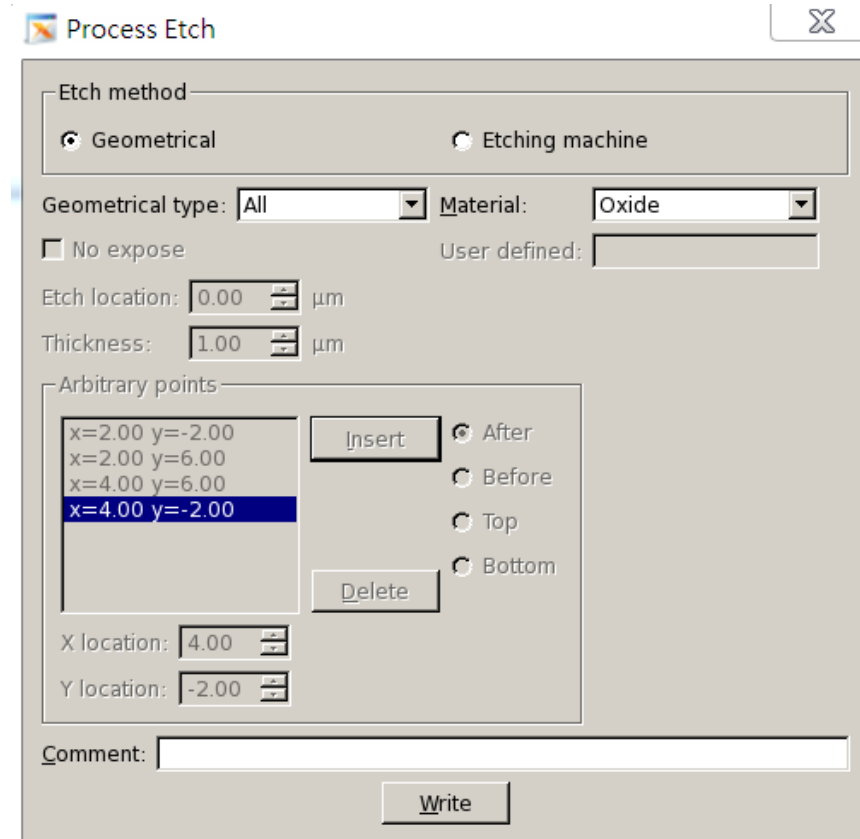 Process Etch
Etch method
Geometrical Etching machine
Geometrical type: All Material: Oxide
No expose User defined:
Etch location: 0.00 μm
Thickness: 1.00 μm
Arbitrary points
x=2.00 y=-2.00
x=2.00 y=6.00
x=4.00 y=6.00
x=4.00 y=-2.00
Insert
After
Before
Top
Bottom
Delete
X location: 4.00
Y location: -2.00
Comment:
Write